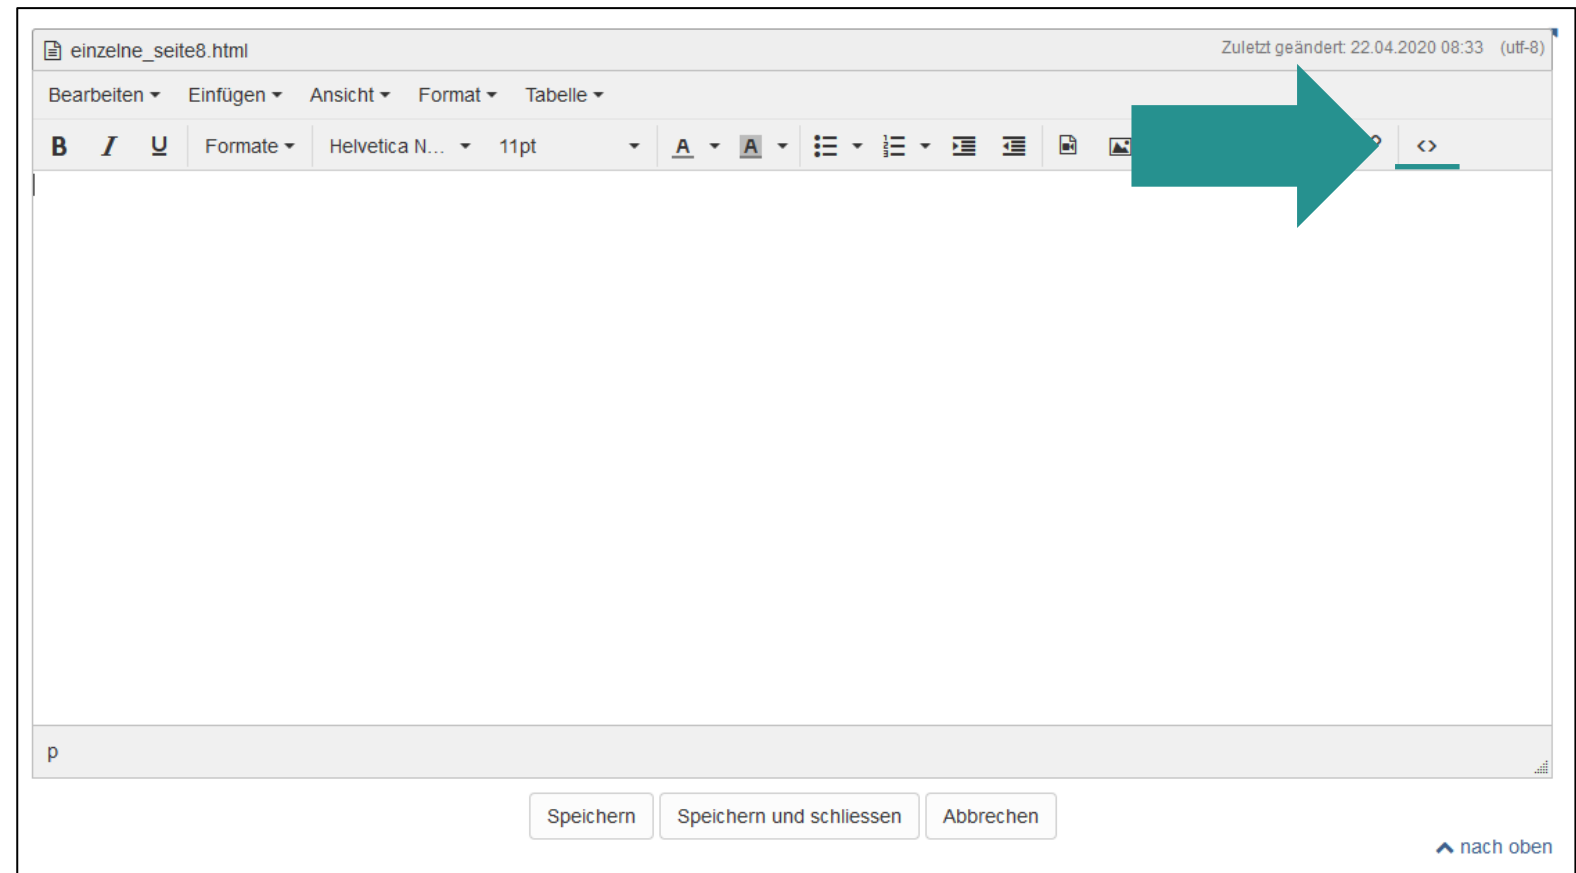 einzelne_seite8.html Zuletzt geändert: 22.04.2020 08:33 (utf-8)
Bearbeiten Einfügen Ansicht Format Tabelle
B I U Formate Helvetica N... 11pt A A <>
p
Speichern Speichern und schliessen Abbrechen
nach oben